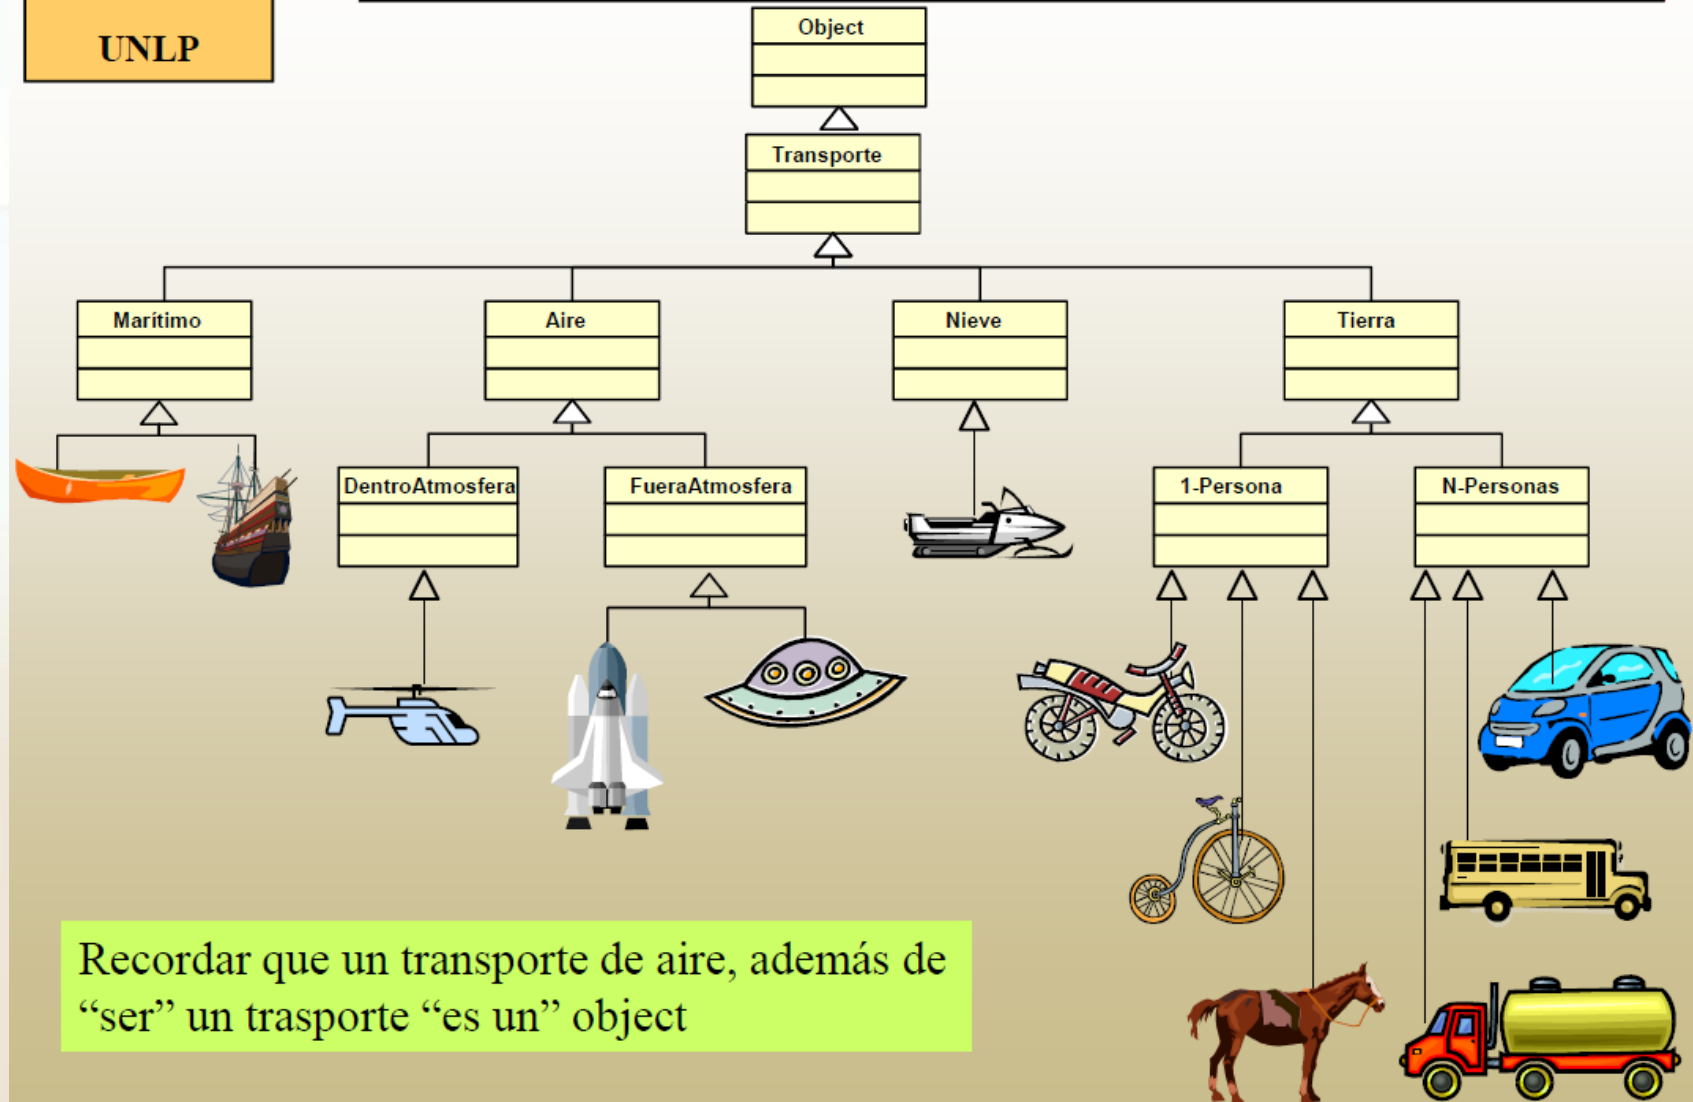 UNLP
Object
Transporte
Marítimo
Aire
Nieve
Tierra
DentroAtmosfera
FueraAtmosfera
1-Persona
N-Personas
Recordar que un transporte de aire, además de
“ser” un trasporte “es un” object